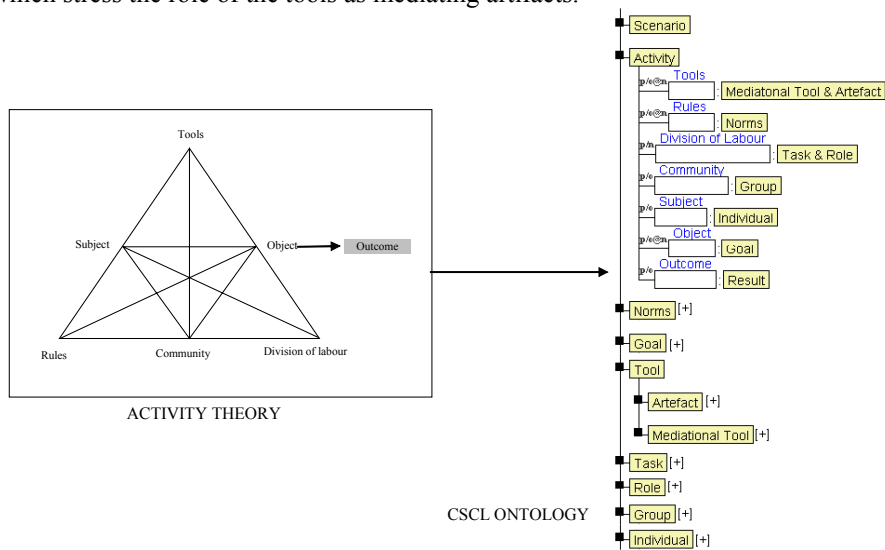 which stress the role of the tools as mediating artifacts.
Tools
Subject
Object
Outcome
Rules
Community
Division of labour
ACTIVITY THEORY
Scenario
Activity
p/e@n Tools : Mediatonal Tool & Artefact
p/e@n Rules : Norms
p/n Division of Labour : Task & Role
p/e Community : Group
p/e Subject : Individual
p/e@n Object : Goal
p/e Outcome : Result
Norms [+]
Goal [+]
Tool
Artefact [+]
Mediational Tool [+]
Task [+]
Role [+]
CSCL ONTOLOGY
Group [+]
Individual [+]